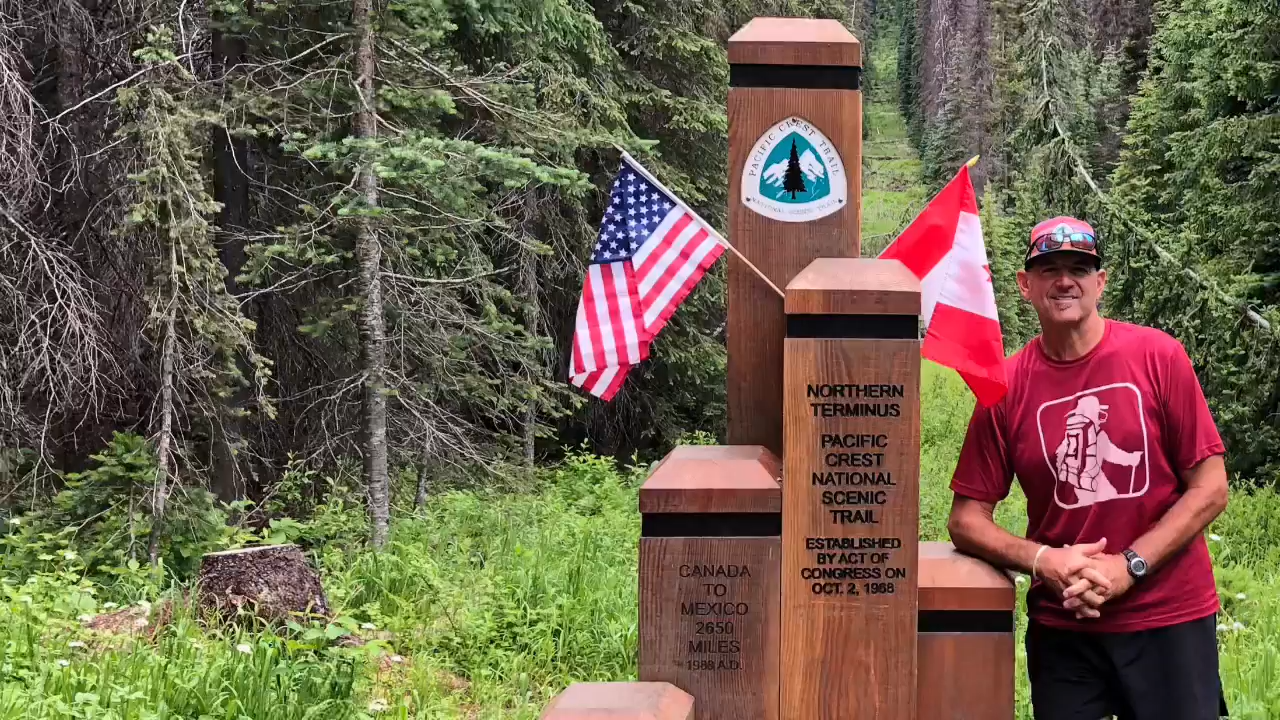 PACIFIC CREST TRAIL
NATIONAL SCENIC TRAIL
NORTHERN
TERMINUS
PACIFIC
CREST
NATIONAL
SCENIC
TRAIL
ESTABLISHED
BY ACT OF
CONGRESS ON
OCT. 2, 1968
CANADA
TO
MEXICO
2650
MILES
1988 A.D.